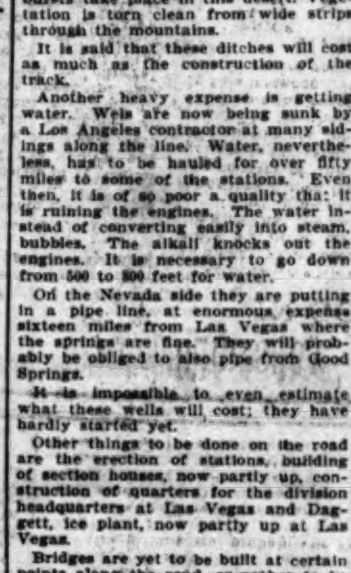 tation is torn clean from wide strips
through the mountains.
It is said that these ditches will cost
as much as the construction of the
track.
Another heavy expense is getting
water. Wels are now being sunk by
a Los Angeles contractor at many sid-
ings along the line. Water, neverthe-
less, has to be hauled for over fifty
miles to some of the stations. Even
then, it is of so poor a quality that it
is ruining the engines. The water in-
stead of converting easily into steam,
bubbles. The alkali knocks out the
engines. It is necessary to go down
from 500 to 800 feet for water.
On the Nevada side they are putting
in a pipe line, at enormous expense
sixteen miles from Las Vegas where
the springs are fine. They will prob-
ably be obliged to also pipe from Good
Springs.
It is impossible to even estimate
what these wells will cost; they have
hardly started yet.
Other things to be done on the road
are the erection of stations, building
of section houses, now partly up, con-
struction of quarters for the division
headquarters at Las Vegas and Dag-
gett, ice plant, now partly up at Las
Vegas.
Bridges are yet to be built at certain